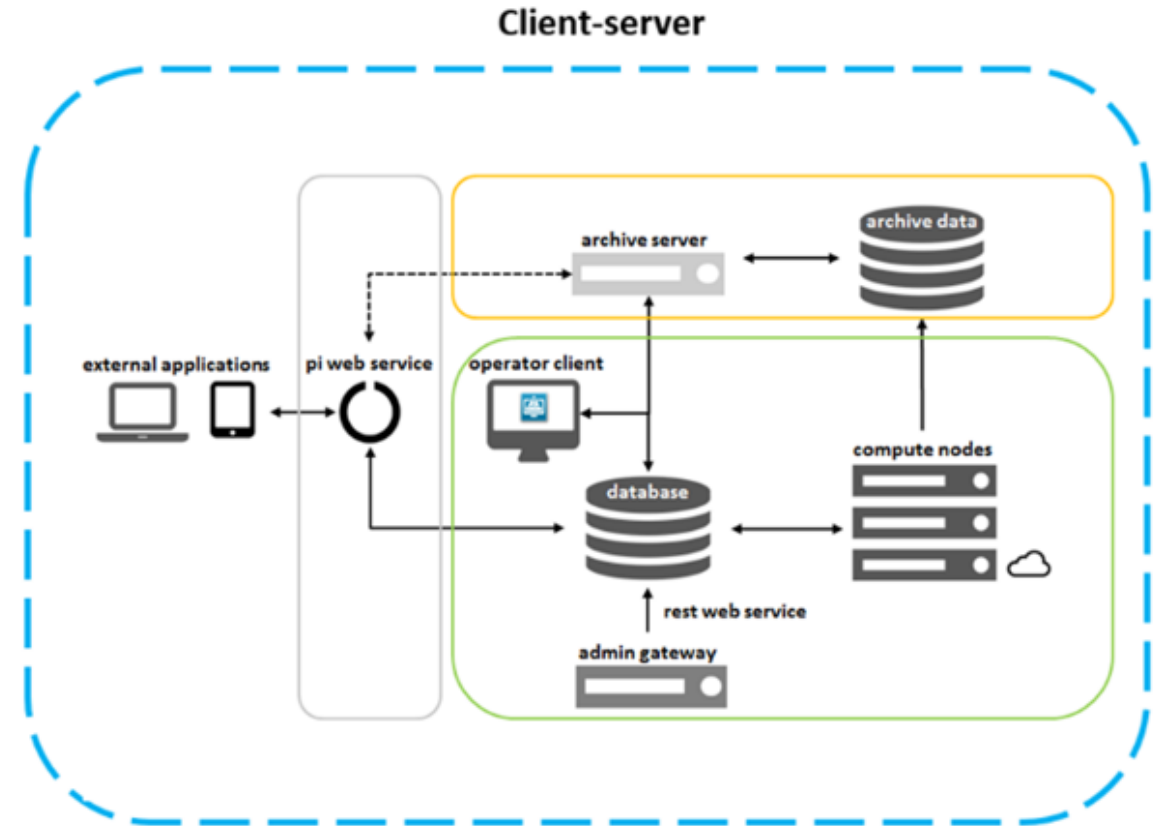 Client-server
archive data
archive server
external applications
pi web service
operator client
compute nodes
database
rest web service
admin gateway